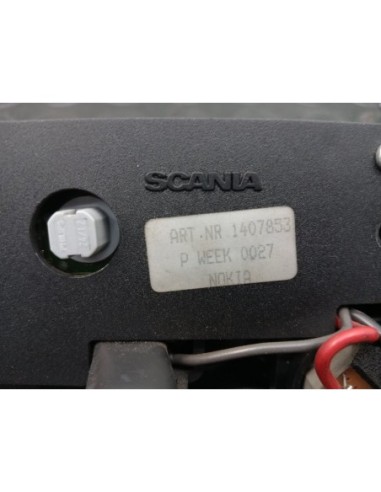 SCANIA
ART.NR 1407853
P WEEK 0027
NOKIA